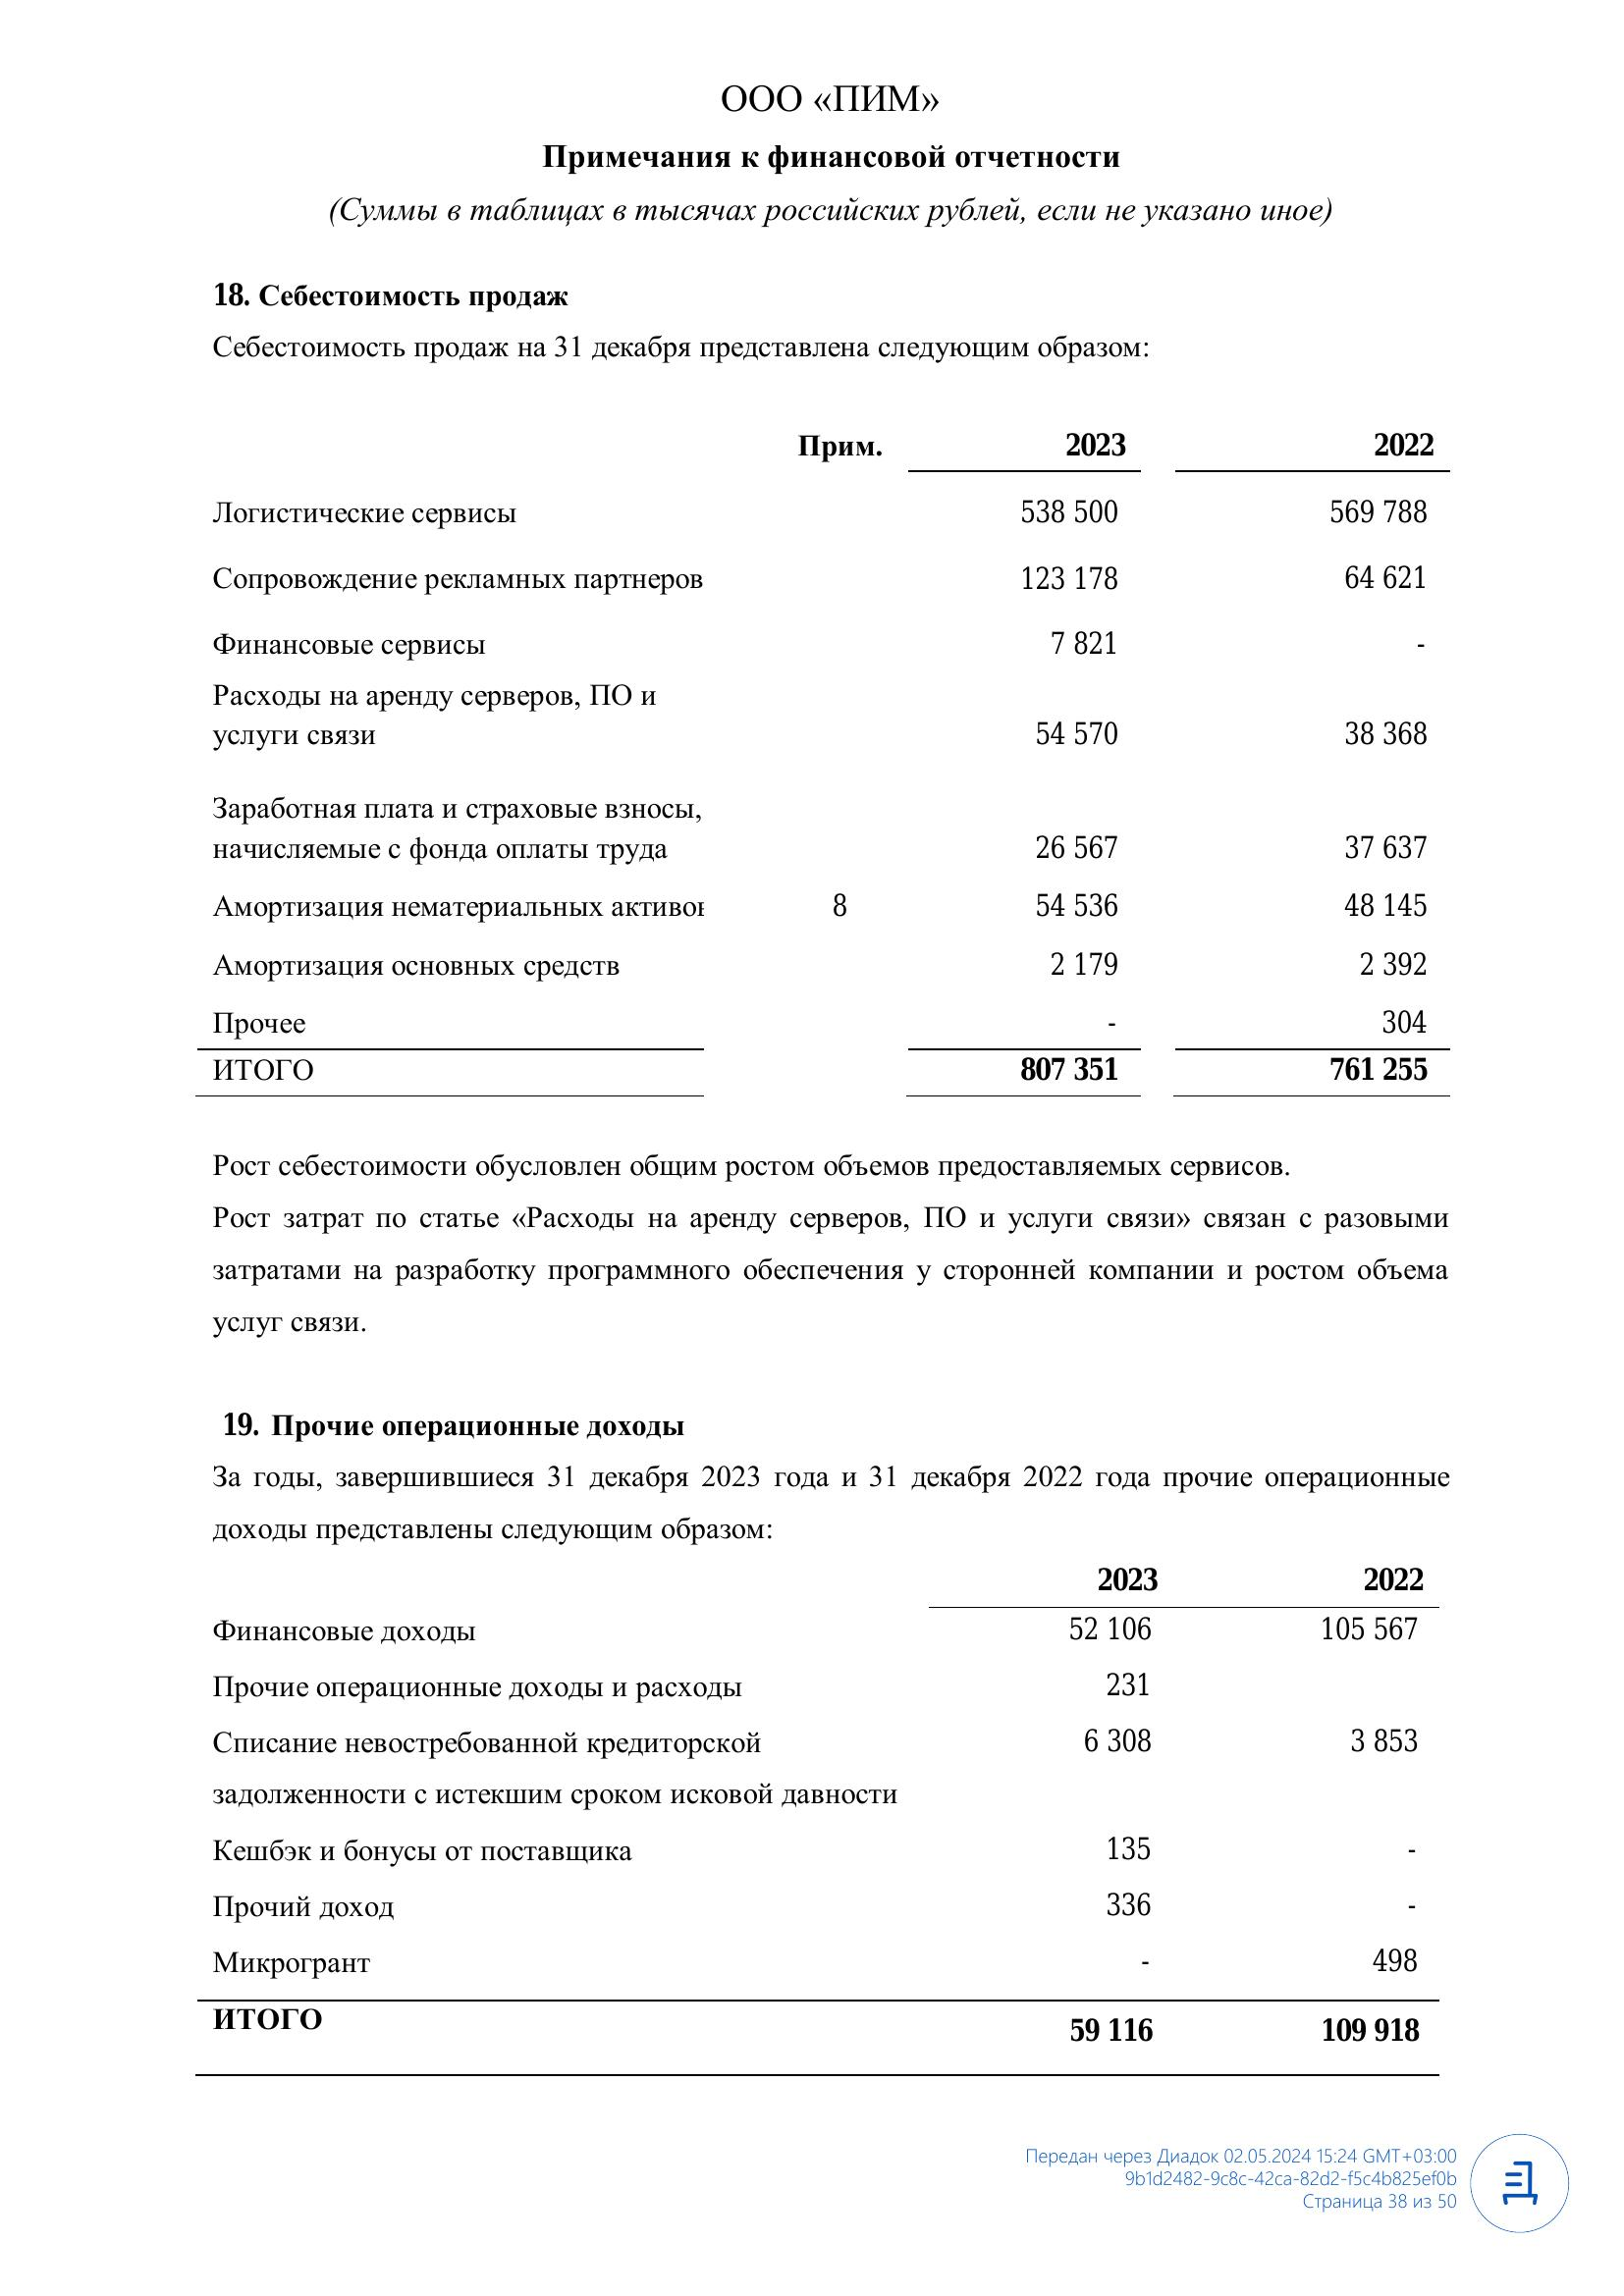 ООО «ПИМ»
Примечания к финансовой отчетности
(Суммы в таблицах в тысячах российских рублей, если не указано иное)
18. Себестоимость продаж
Себестоимость продаж на 31 декабря представлена следующим образом:
Прим. 2023 2022
Логистические сервисы 538 500 569 788
Сопровождение рекламных партнеров 123 178 64 621
Финансовые сервисы 7 821 -
Расходы на аренду серверов, ПО и
услуги связи 54 570 38 368
Заработная плата и страховые взносы,
начисляемые с фонда оплаты труда 26 567 37 637
Амортизация нематериальных активов 8 54 536 48 145
Амортизация основных средств 2 179 2 392
Прочее - 304
ИТОГО 807 351 761 255
Рост себестоимости обусловлен общим ростом объемов предоставляемых сервисов.
Рост затрат по статье «Расходы на аренду серверов, ПО и услуги связи» связан с разовыми
затратами на разработку программного обеспечения у сторонней компании и ростом объема
услуг связи.
19. Прочие операционные доходы
За годы, завершившиеся 31 декабря 2023 года и 31 декабря 2022 года прочие операционные
доходы представлены следующим образом:
2023 2022
Финансовые доходы 52 106 105 567
Прочие операционные доходы и расходы 231
Списание невостребованной кредиторской 6 308 3 853
задолженности с истекшим сроком исковой давности
Кешбэк и бонусы от поставщика 135 -
Прочий доход 336 -
Микрогрант - 498
ИТОГО 59 116 109 918
Передан через Диадок 02.05.2024 15:24 GMT+03:00
9b1d2482-9c8c-42ca-82d2-f5c4b825ef0b
Страница 38 из 50